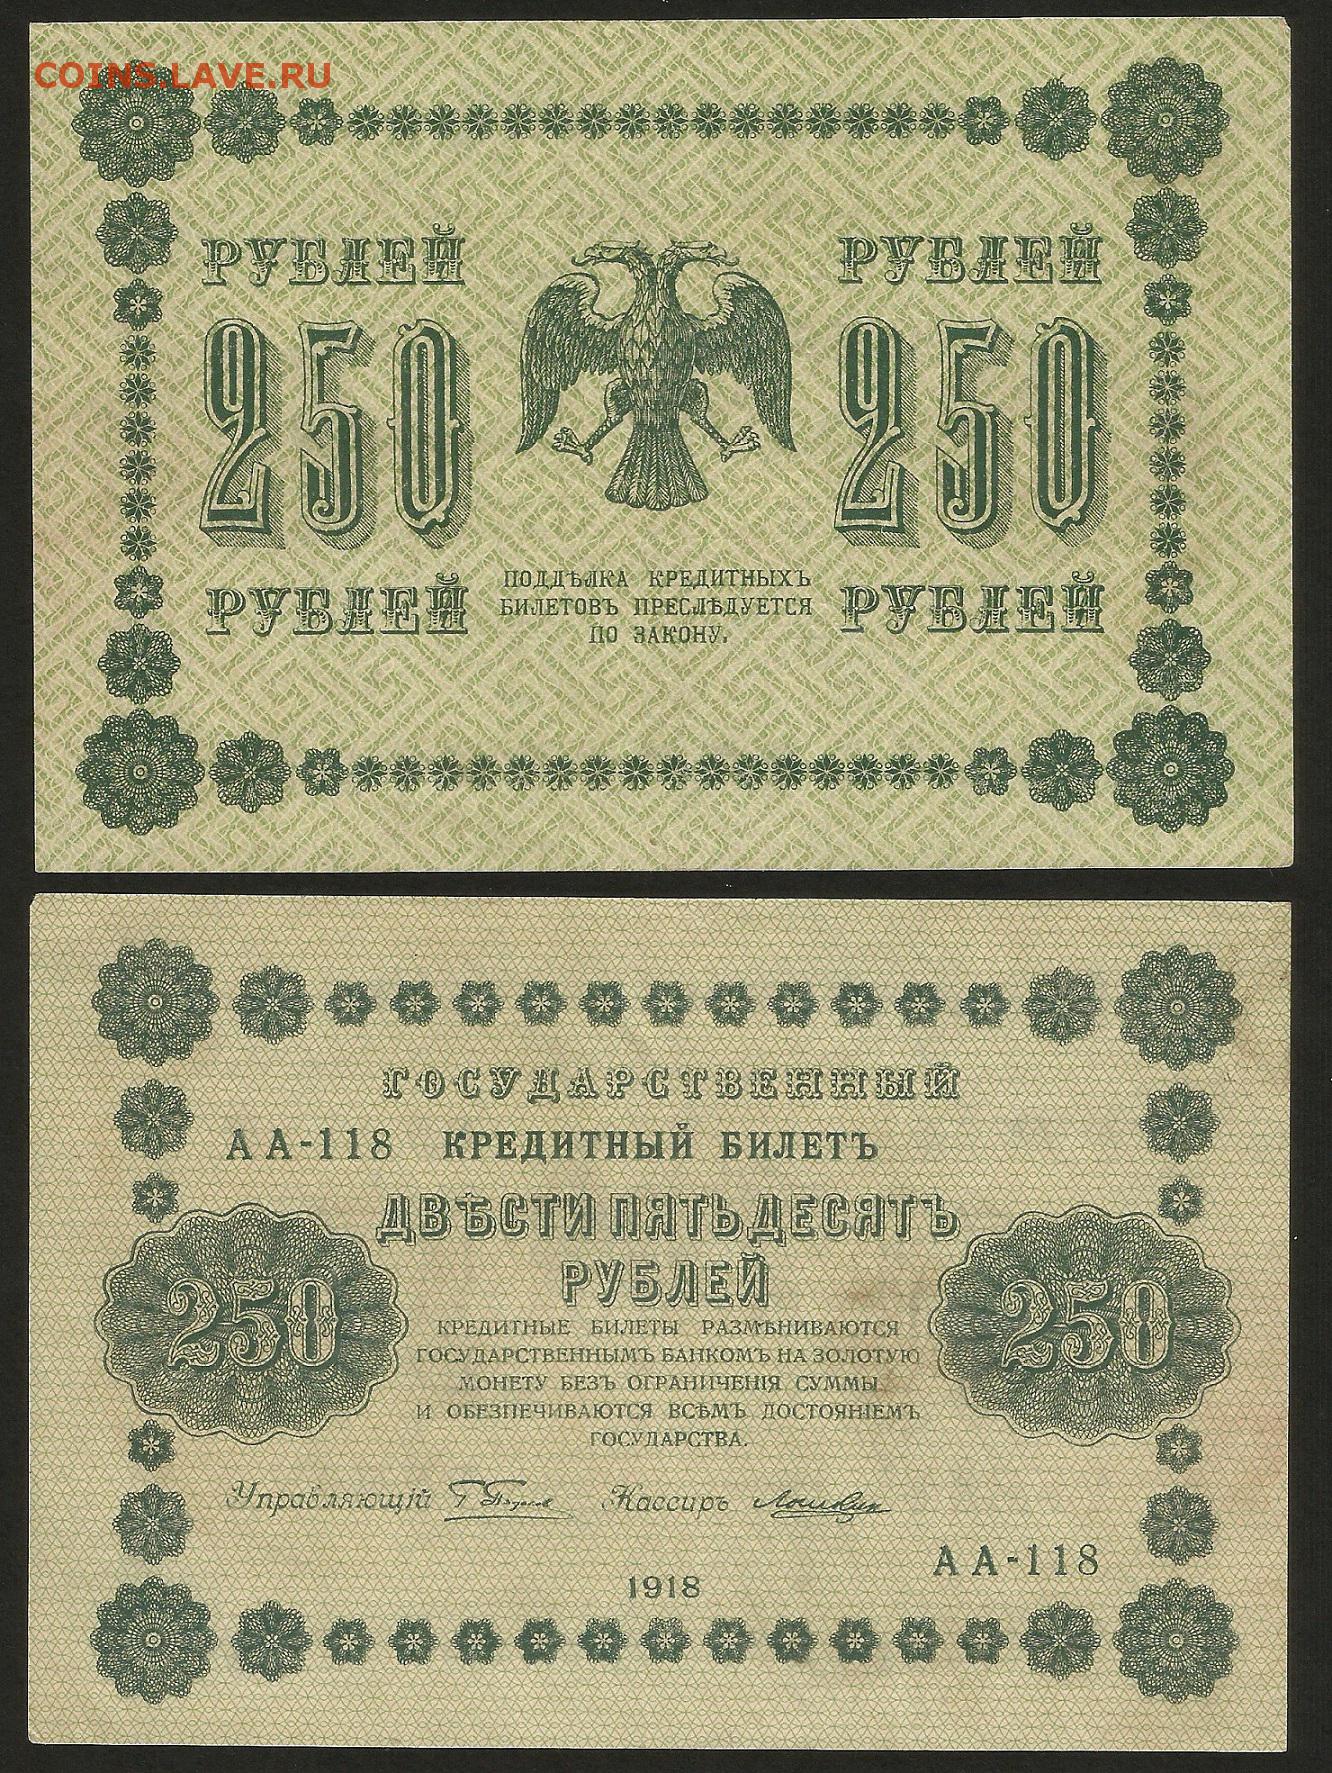 COINS.LAVE.RU
РУБЛЕЙ РУБЛЕЙ
250 250
РУБЛЕЙ РУБЛЕЙ
ПОДДѢЛКА КРЕДИТНЫХЪ
БИЛЕТОВЪ ПРЕСЛѢДУЕТСЯ
ПО ЗАКОНУ.
ГОСУДАРСТВЕННЫЙ
АА-118 КРЕДИТНЫЙ БИЛЕТЪ
ДВѢСТИ ПЯТЬДЕСЯТЪ
РУБЛЕЙ
250 250
КРЕДИТНЫЕ БИЛЕТЫ РАЗМѢНИВАЮТСЯ
ГОСУДАРСТВЕННЫМЪ БАНКОМЪ НА ЗОЛОТУЮ
МОНЕТУ БЕЗЪ ОГРАНИЧЕНІЯ СУММЫ
И ОБЕЗПЕЧИВАЮТСЯ ВСѢМЪ ДОСТОЯНІЕМЪ
ГОСУДАРСТВА.
Управляющій Кассиръ
АА-118
1918